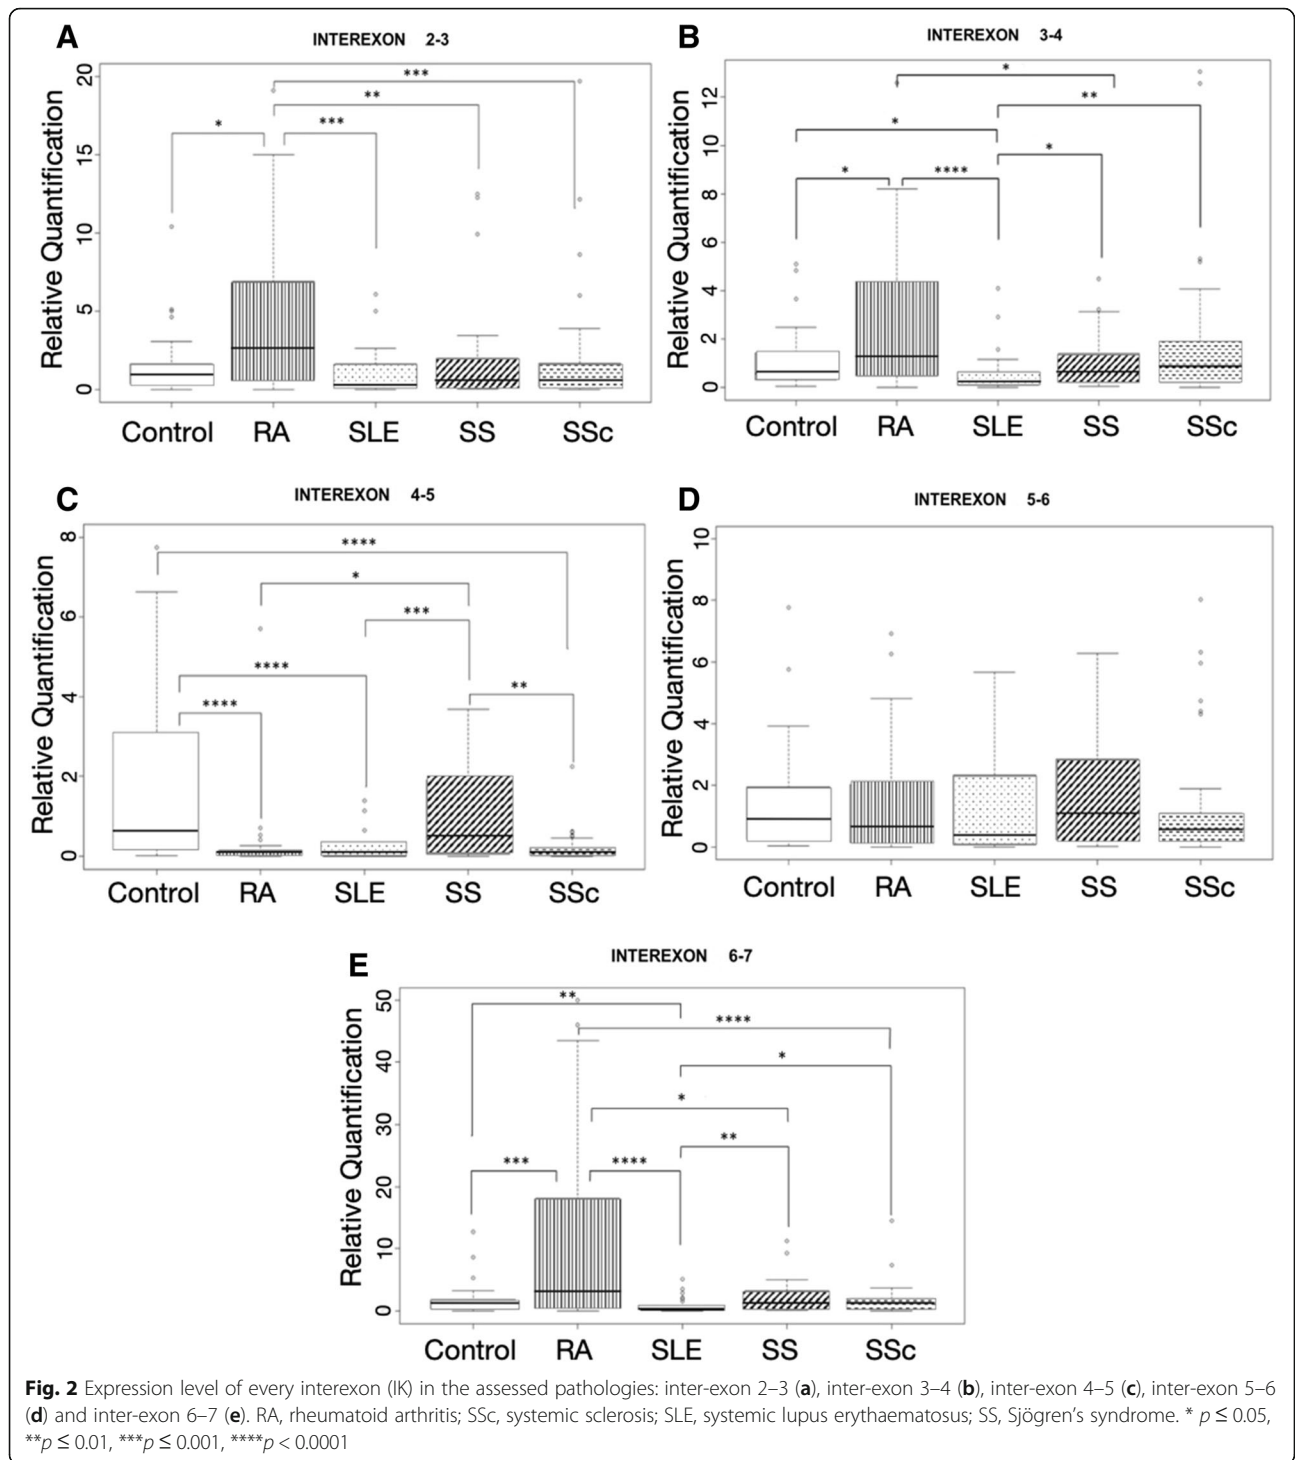 A
INTEREXON 2-3
Relative Quantification
20
15
10
5
0
***
**
* ***
Control RA SLE SS SSc
B
INTEREXON 3-4
Relative Quantification
12
10
8
6
4
2
0
*
**
*
*
* ****
Control RA SLE SS SSc
C
INTEREXON 4-5
Relative Quantification
8
6
4
2
0
****
*
***
****
**
****
Control RA SLE SS SSc
D
INTEREXON 5-6
Relative Quantification
10
8
6
4
2
0
Control RA SLE SS SSc
E
INTEREXON 6-7
Relative Quantification
50
40
30
20
10
0
**
****
*
*
**
*** ****
Control RA SLE SS SSc
Fig. 2 Expression level of every interexon (IK) in the assessed pathologies: inter-exon 2–3 (a), inter-exon 3–4 (b), inter-exon 4–5 (c), inter-exon 5–6
(d) and inter-exon 6–7 (e). RA, rheumatoid arthritis; SSc, systemic sclerosis; SLE, systemic lupus erythaematosus; SS, Sjögren's syndrome. * p ≤ 0.05,
**p ≤ 0.01, ***p ≤ 0.001, ****p < 0.0001